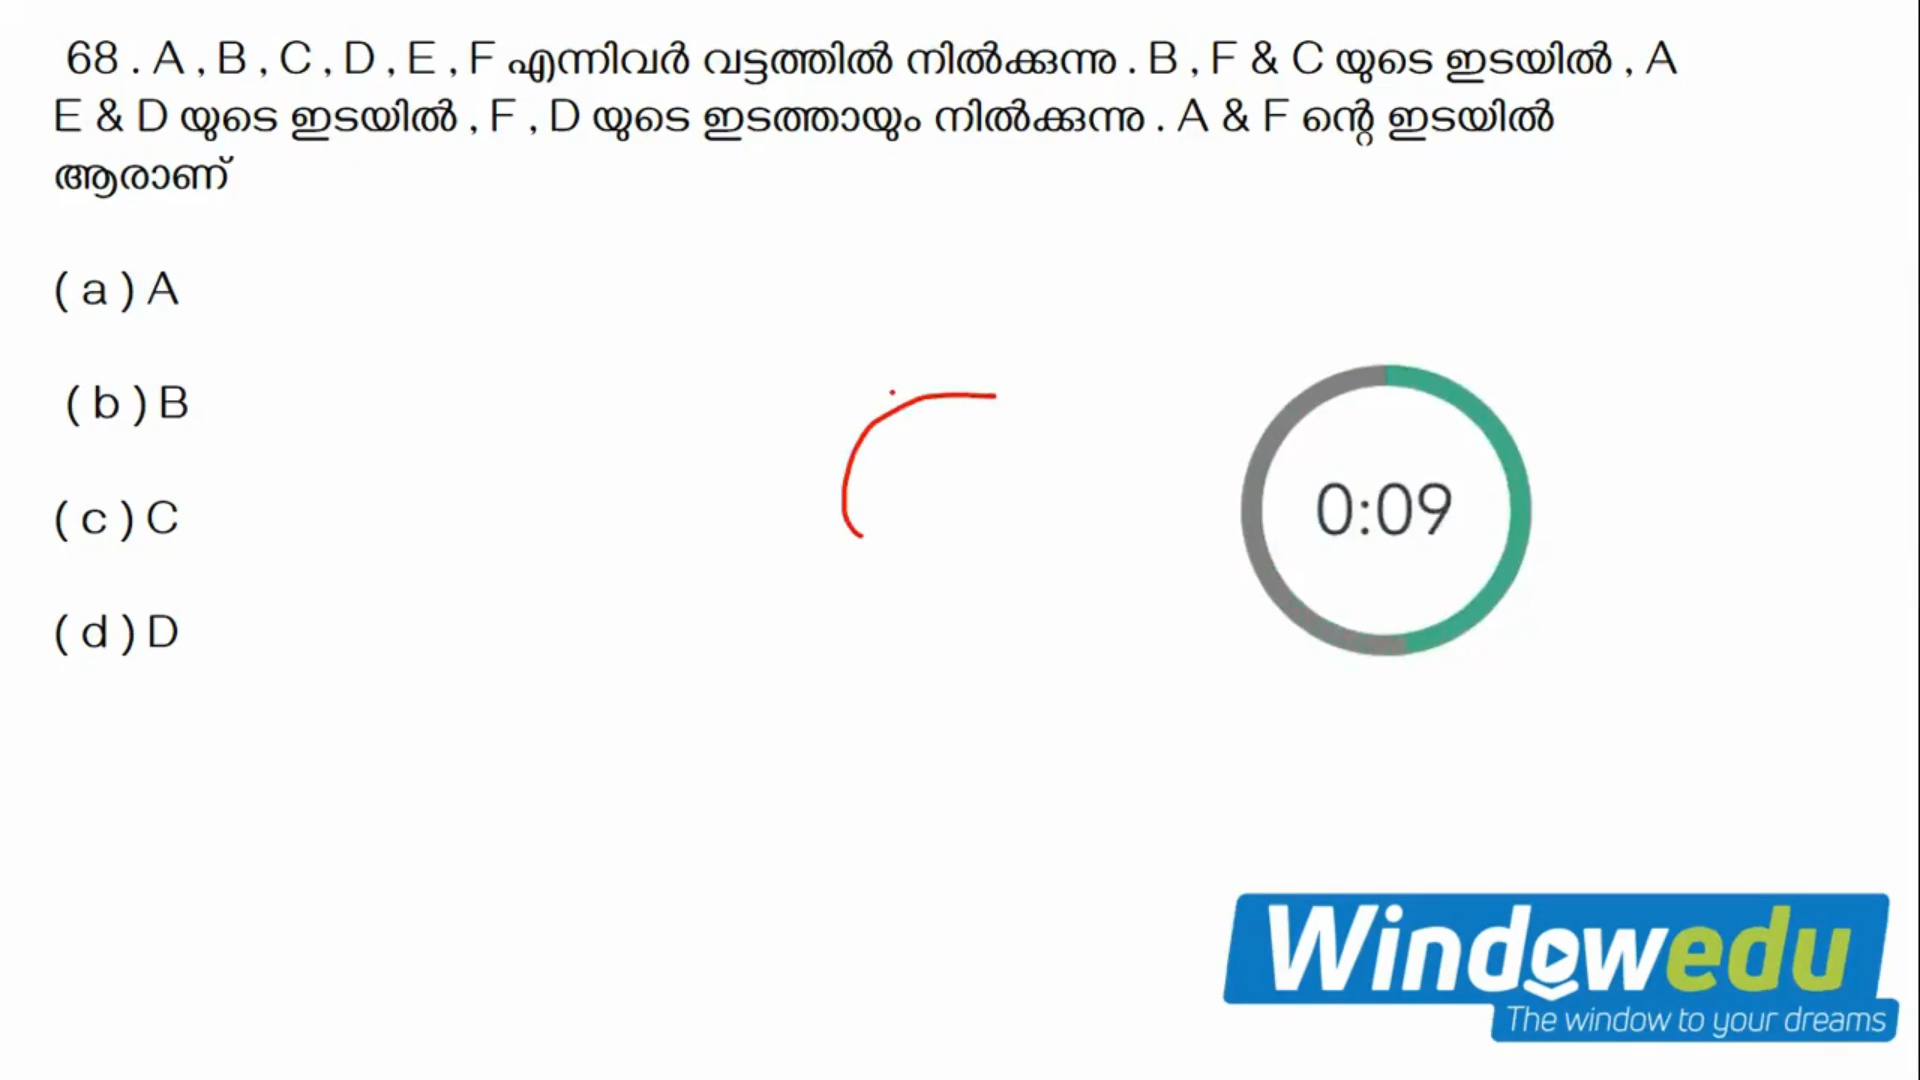 68 . A , B , C , D , E , F എന്നിവർ വട്ടത്തിൽ നിൽക്കുന്നു . B , F & C യുടെ ഇടയിൽ , A
E & D യുടെ ഇടയിൽ , F , D യുടെ ഇടത്തായും നിൽക്കുന്നു . A & F ന്റെ ഇടയിൽ
ആരാണ്
( a ) A
( b ) B
( c ) C
( d ) D
0:09
Windowedu
The window to your dreams